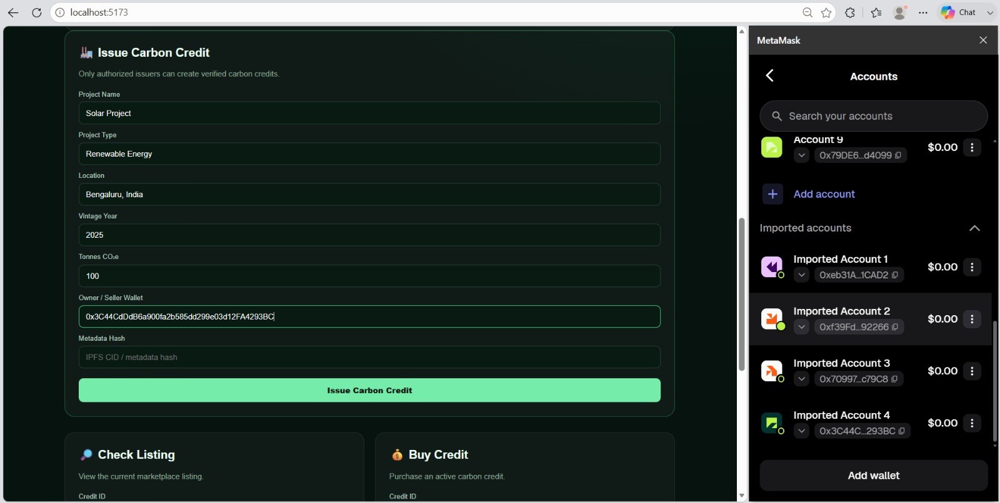 localhost:5173
Chat
Issue Carbon Credit
Only authorized issuers can create verified carbon credits.
Project Name
Solar Project
Project Type
Renewable Energy
Location
Bengaluru, India
Vintage Year
2025
Tonnes CO₂e
100
Owner / Seller Wallet
0x3C44CdDdB6a900fa2b585dd299e03d12FA4293BC
Metadata Hash
IPFS CID / metadata hash
Issue Carbon Credit
Check Listing
View the current marketplace listing.
Credit ID
Buy Credit
Purchase an active carbon credit.
Credit ID
MetaMask
Accounts
Search your accounts
Account 9
$0.00
0x79DE6...d4099
Add account
Imported accounts
Imported Account 1
$0.00
0xeb31A...1CAD2
Imported Account 2
$0.00
0xf39Fd...92266
Imported Account 3
$0.00
0x70997...c79C8
Imported Account 4
$0.00
0x3C44C...293BC
Add wallet